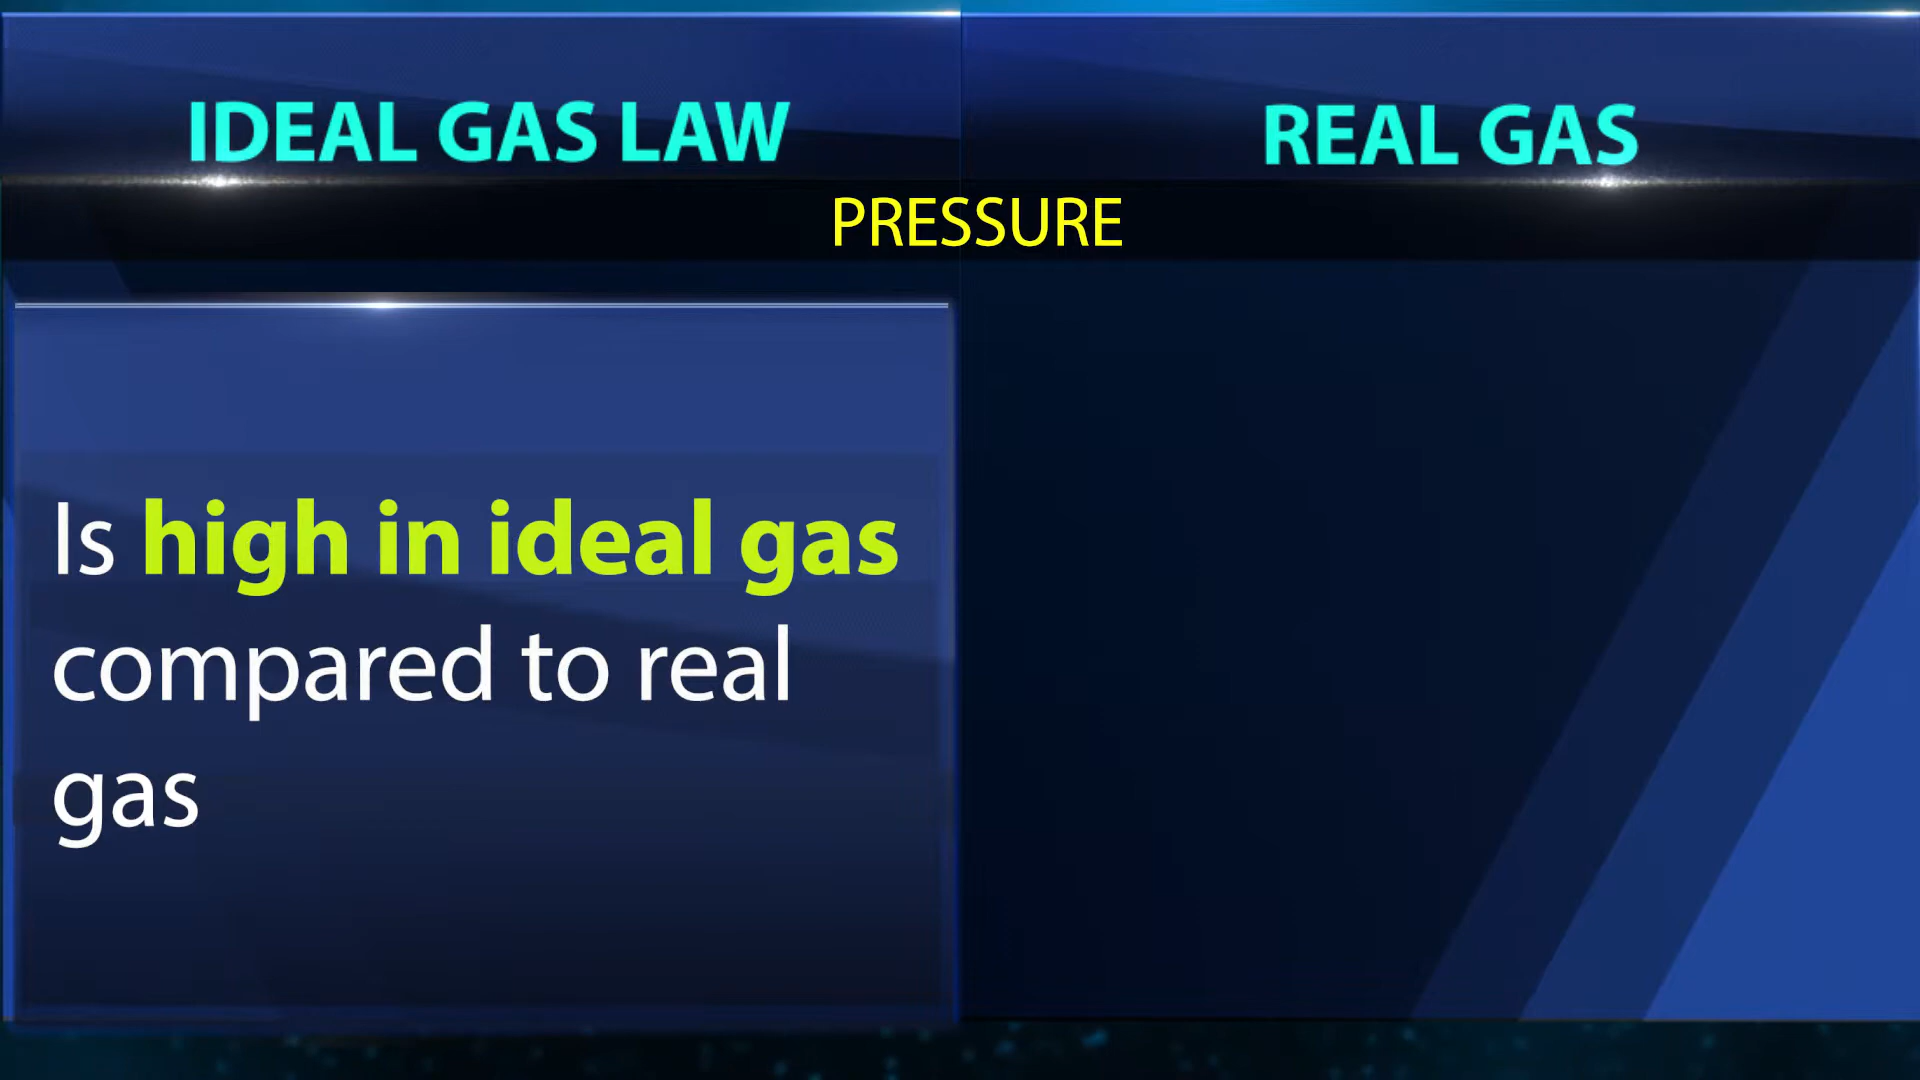 IDEAL GAS LAW
REAL GAS
PRESSURE
Is high in ideal gas
compared to real
gas